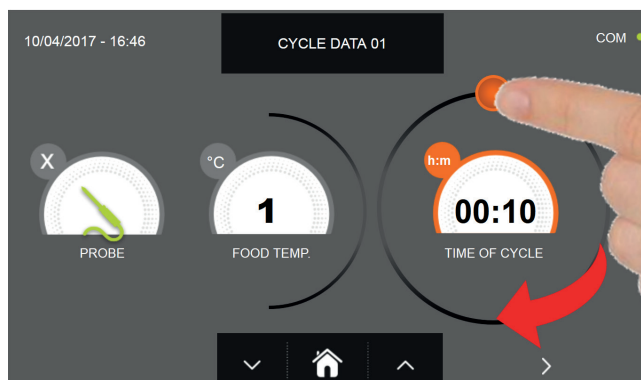 10/04/2017 - 16:46
CYCLE DATA 01
COM
X
°C
h:m
1
00:10
PROBE
FOOD TEMP.
TIME OF CYCLE